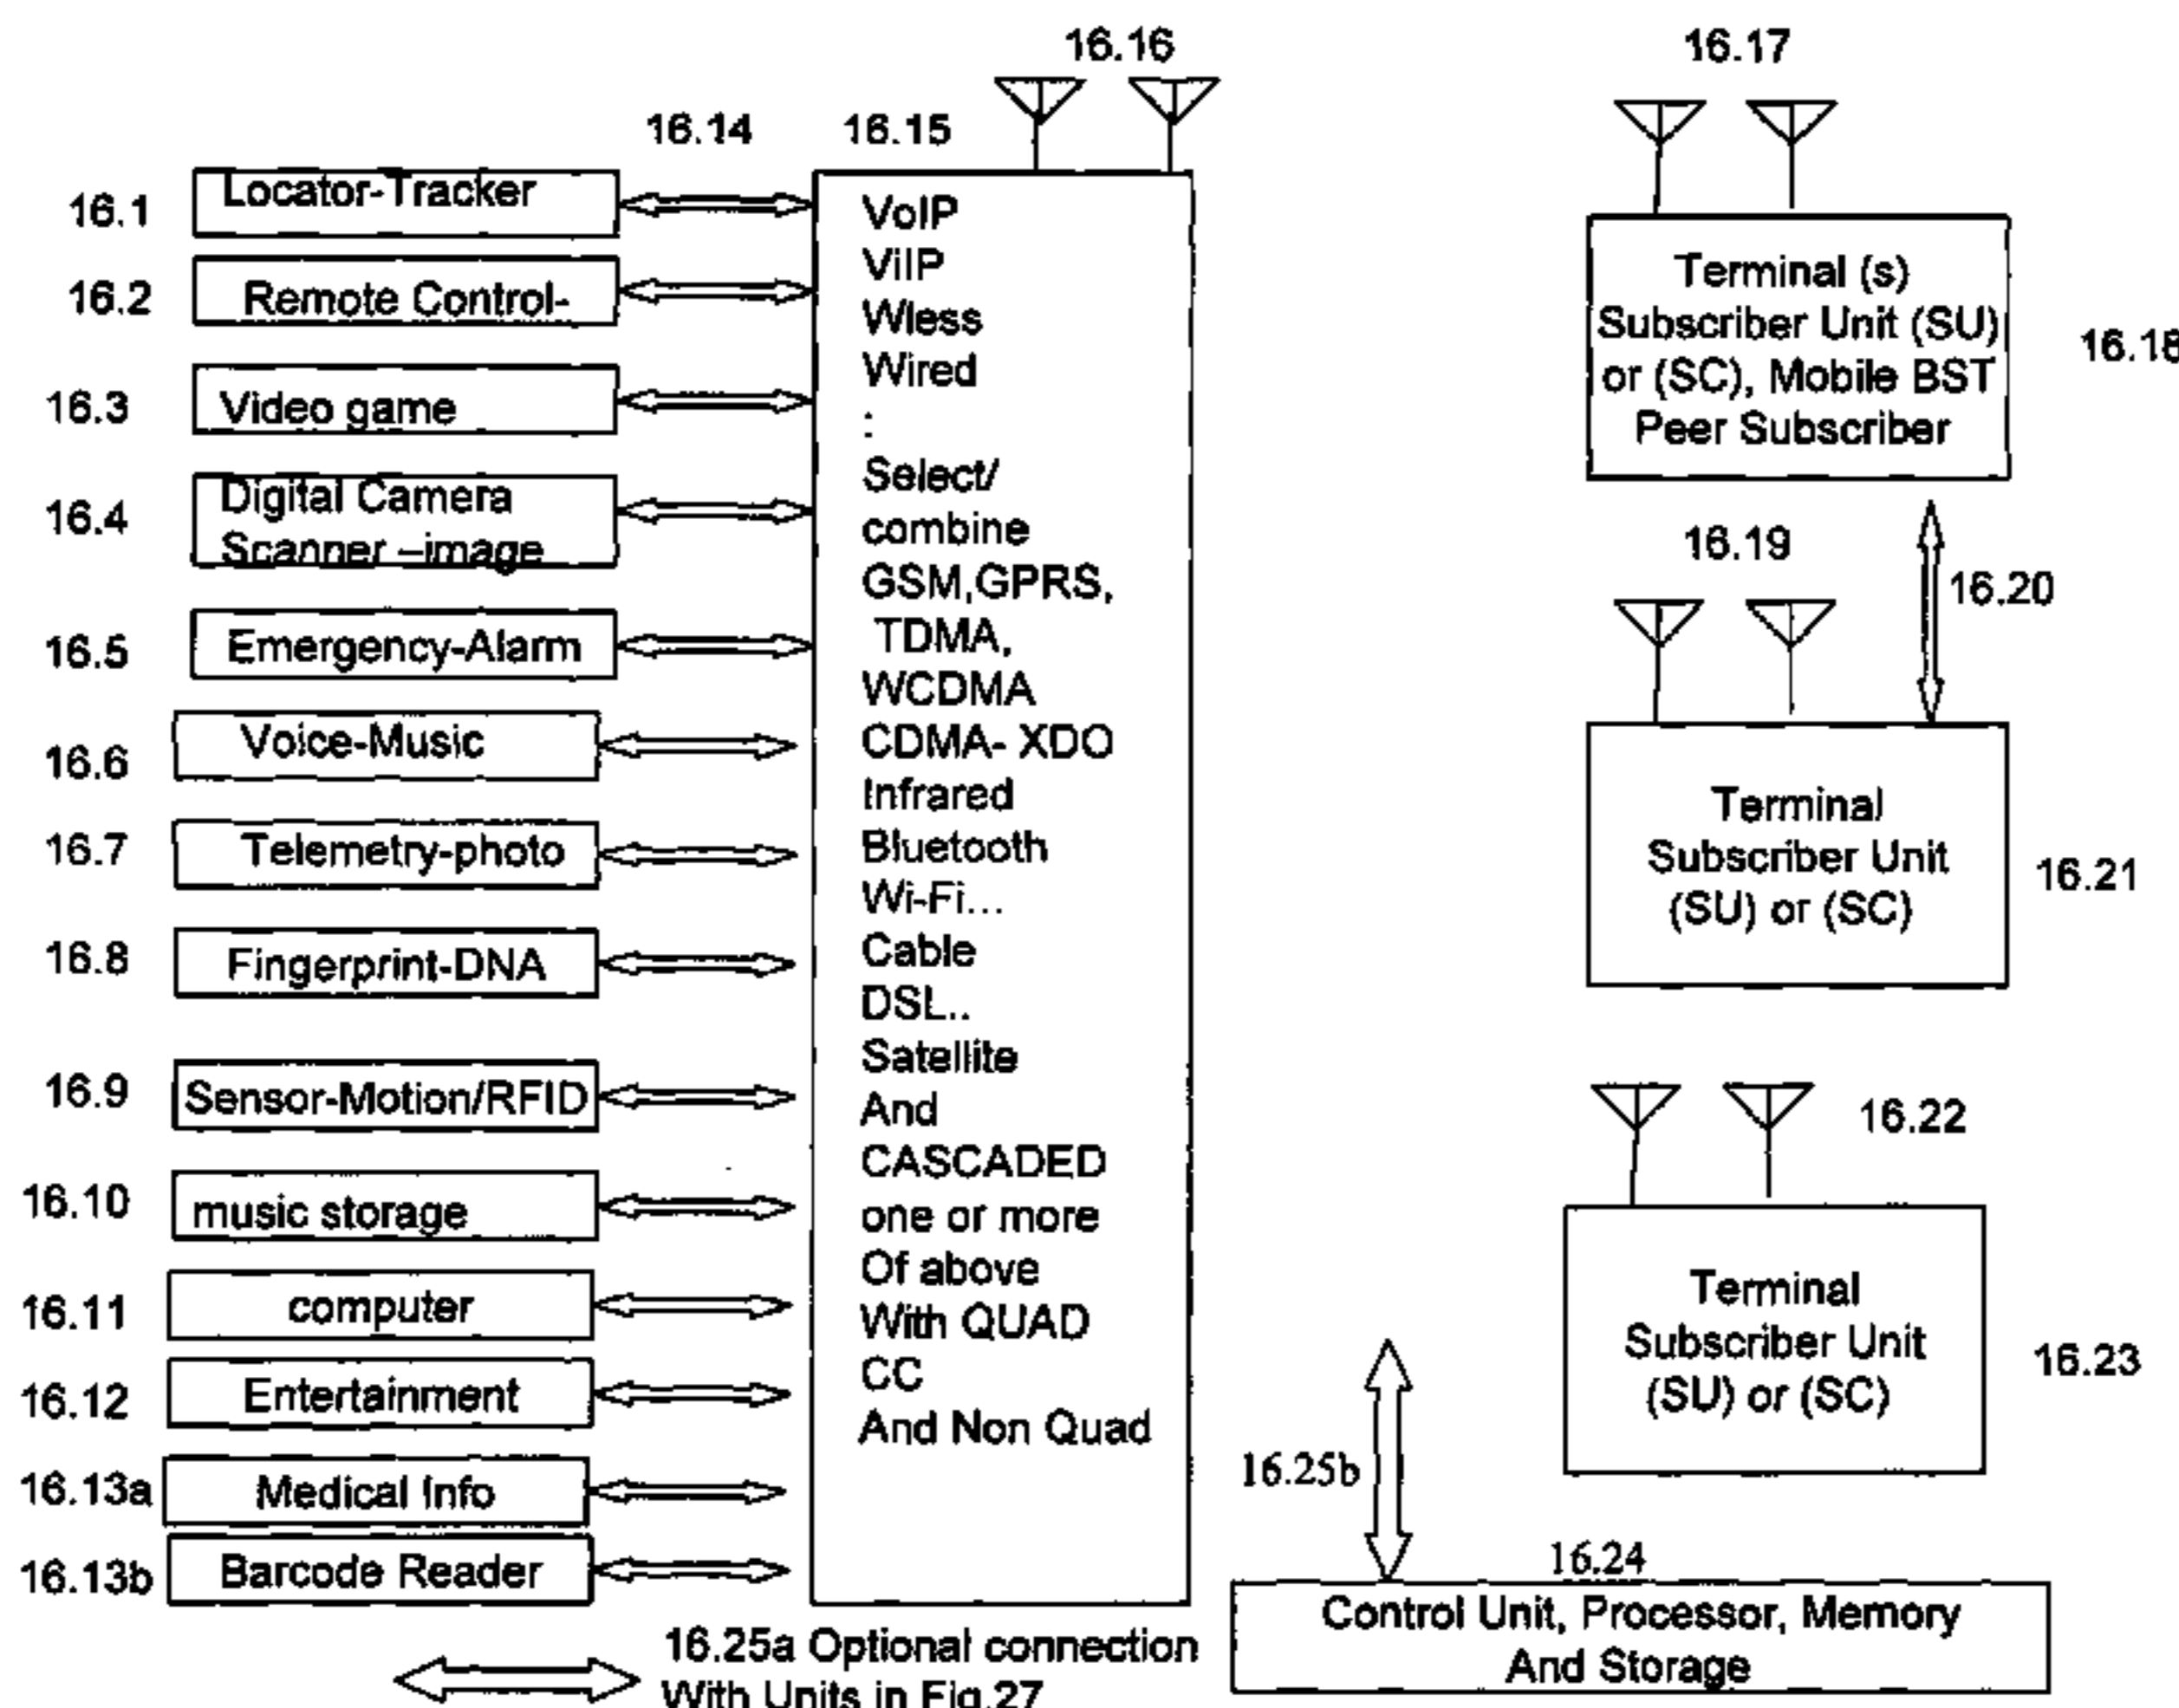 16.16
16.17
16.14
16.15
16.1
Locator-Tracker
16.2
Remote Control-
16.3
Video game
16.4
Digital Camera
Scanner –image
16.5
Emergency-Alarm
16.6
Voice-Music
16.7
Telemetry-photo
16.8
Fingerprint-DNA
16.9
Sensor-Motion/RFID
16.10
music storage
16.11
computer
16.12
Entertainment
16.13a
Medical Info
16.13b
Barcode Reader
VoIP
ViIP
Wless
Wired
:
Select/
combine
GSM,GPRS,
TDMA,
WCDMA
CDMA- XDO
Infrared
Bluetooth
Wi-Fi...
Cable
DSL..
Satellite
And
CASCADED
one or more
Of above
With QUAD
CC
And Non Quad
Terminal (s)
Subscriber Unit (SU)
or (SC), Mobile BST
Peer Subscriber
16.18
16.19
16.20
Terminal
Subscriber Unit
(SU) or (SC)
16.21
16.22
Terminal
Subscriber Unit
(SU) or (SC)
16.23
16.25b
16.24
Control Unit, Processor, Memory
And Storage
16.25a Optional connection
With Units in Fig.27